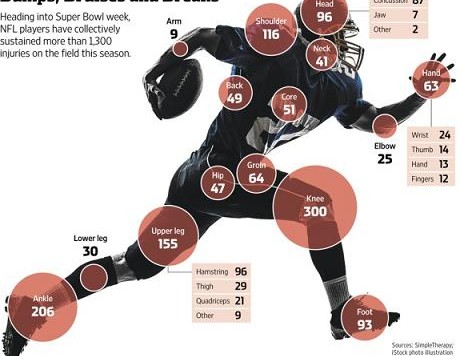 Heading into Super Bowl week,
NFL players have collectively
sustained more than 1,300
injuries on the field this season.
Arm
9
Shoulder
116
Head
96
Concussion 87
Jaw 7
Other 2
Neck
41
Hand
63
Wrist 24
Thumb 14
Hand 13
Fingers 12
Back
49
Core
51
Elbow
25
Hip
47
Groin
64
Knee
300
Upper leg
155
Hamstring 96
Thigh 29
Quadriceps 21
Other 9
Lower leg
30
Ankle
206
Foot
93
Sources: SimpleTherapy;
iStock photo illustration